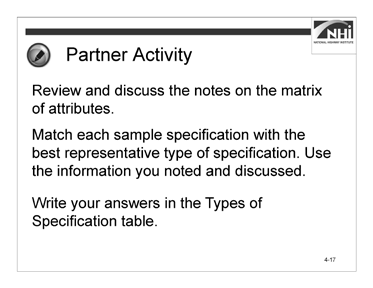 NHI
NATIONAL HIGHWAY INSTITUTE
Partner Activity
Review and discuss the notes on the matrix
of attributes.
Match each sample specification with the
best representative type of specification. Use
the information you noted and discussed.
Write your answers in the Types of
Specification table.
4-17